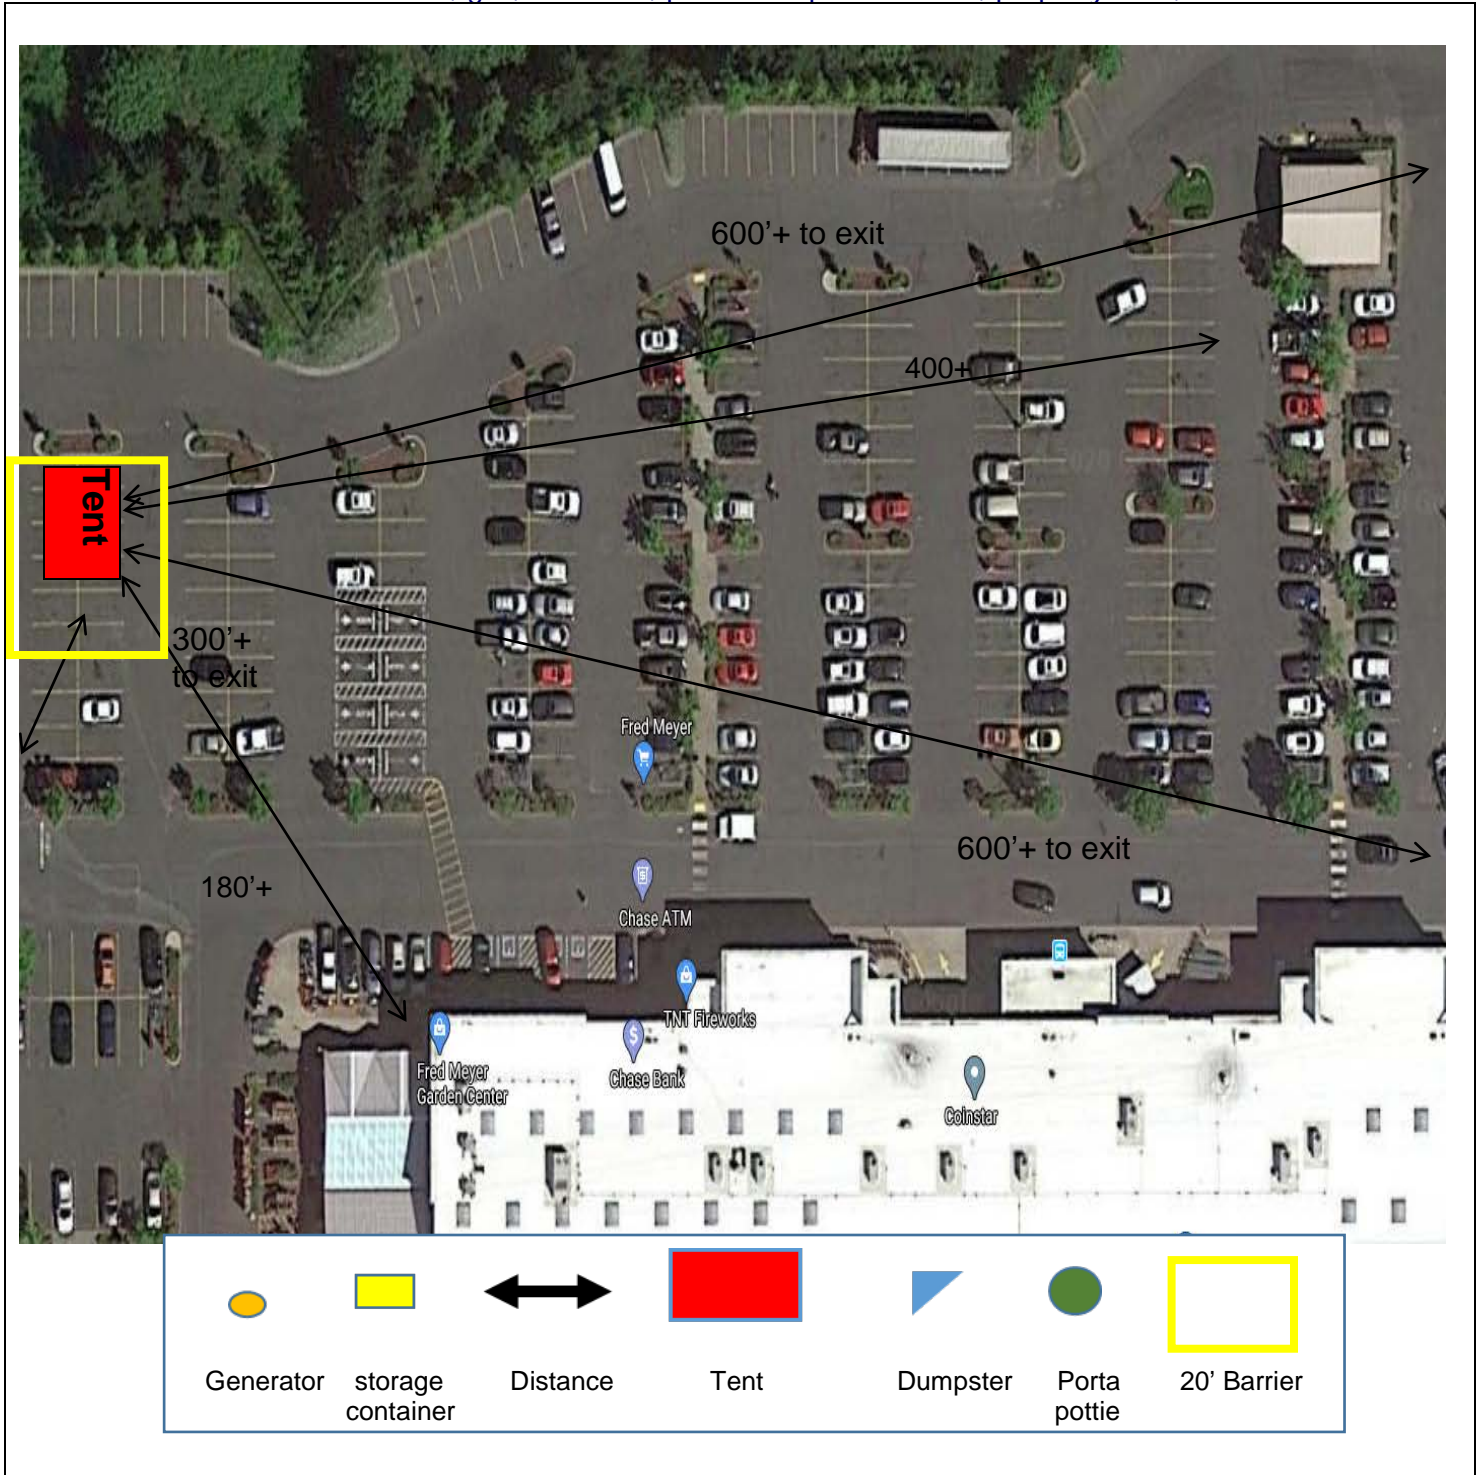 600'+ to exit
400+
Tent
300'+
to exit
Fred Meyer
600'+ to exit
180'+
Chase ATM
TNT Fireworks
Fred Meyer
Garden Center
Chase Bank
Coinstar
Generator
storage
container
Distance
Tent
Dumpster
Porta
pottie
20' Barrier